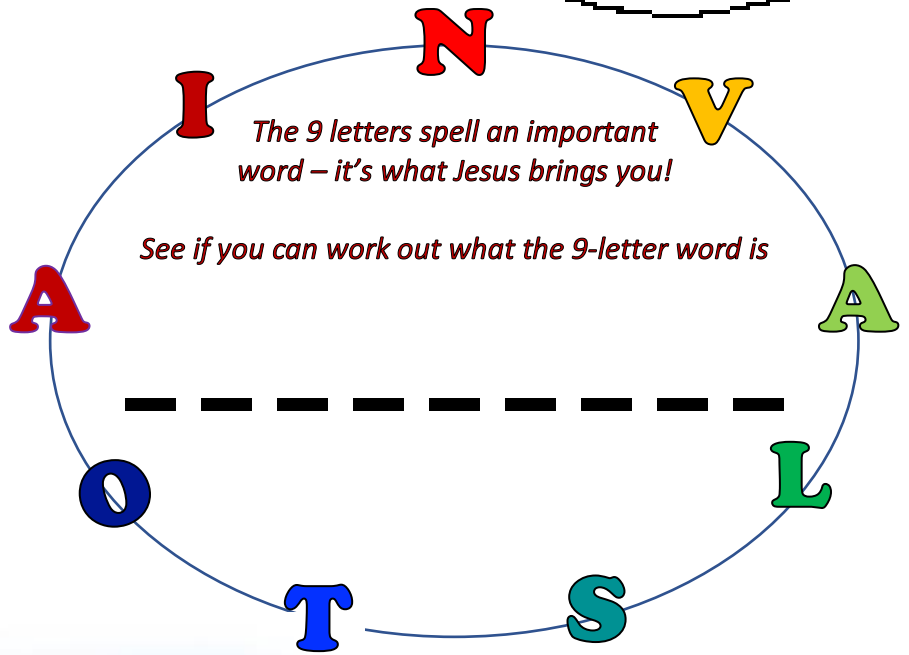 N
I
V
The 9 letters spell an important
word – it's what Jesus brings you!
See if you can work out what the 9-letter word is
A
A
O
L
T
S